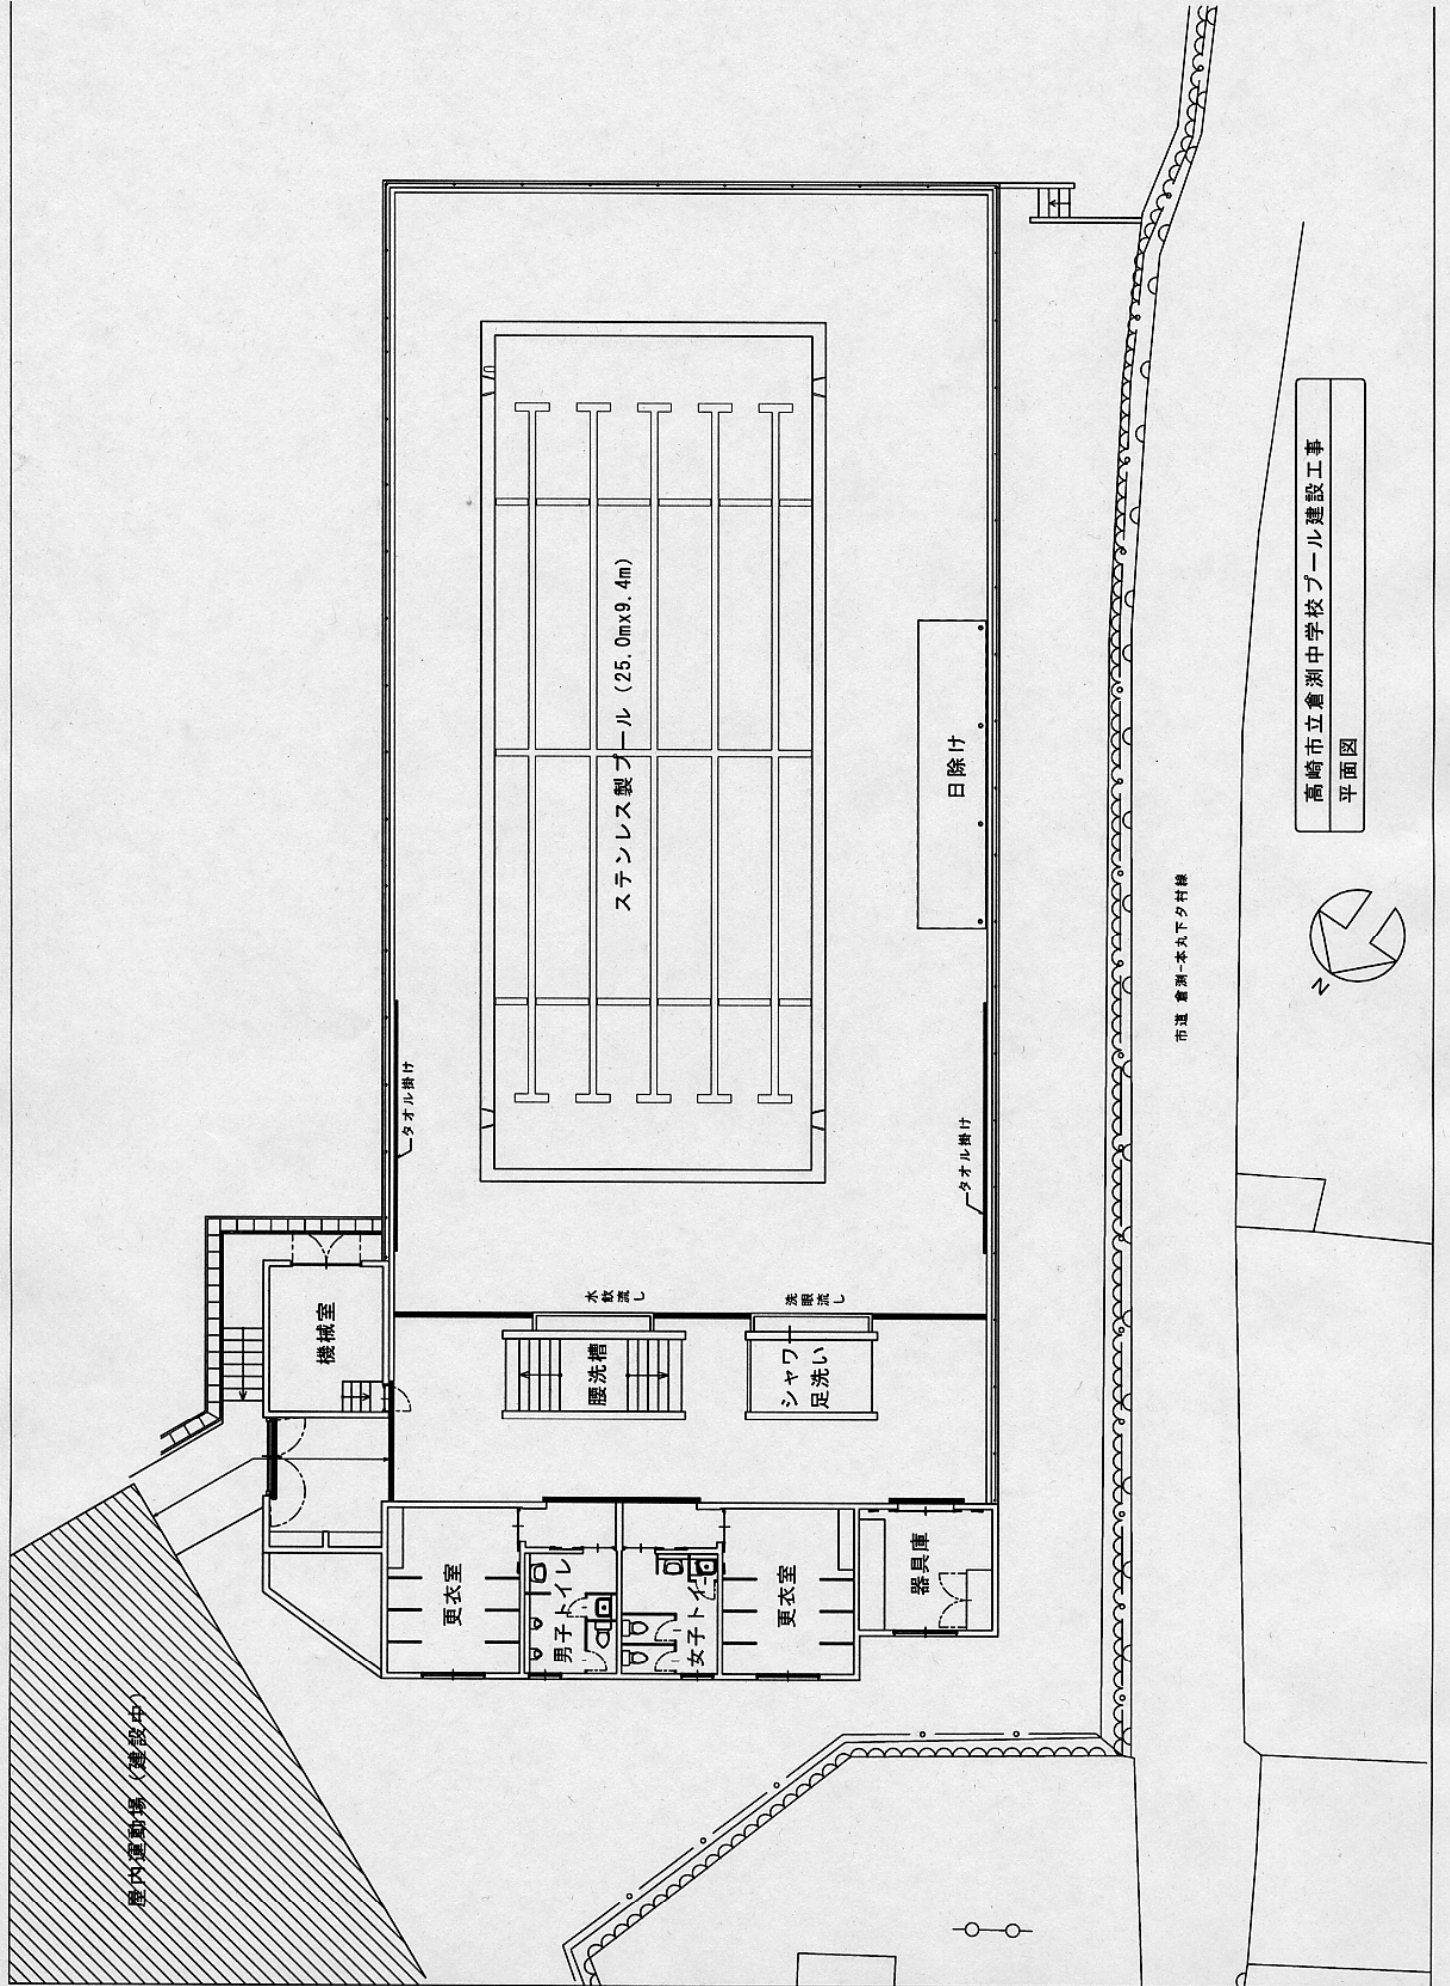 屋内運動場（建設中）
機械室
タオル掛け
ステンレス製プール（25.0mx9.4m）
水飲流し
洗眼流し
腰洗槽
シャワー
足洗い
タオル掛け
日除け
更衣室
男子トイレ
女子トイレ
更衣室
器具庫
市道 倉渕-本丸下タ村線
N
高崎市立倉渕中学校プール建設工事
平面図